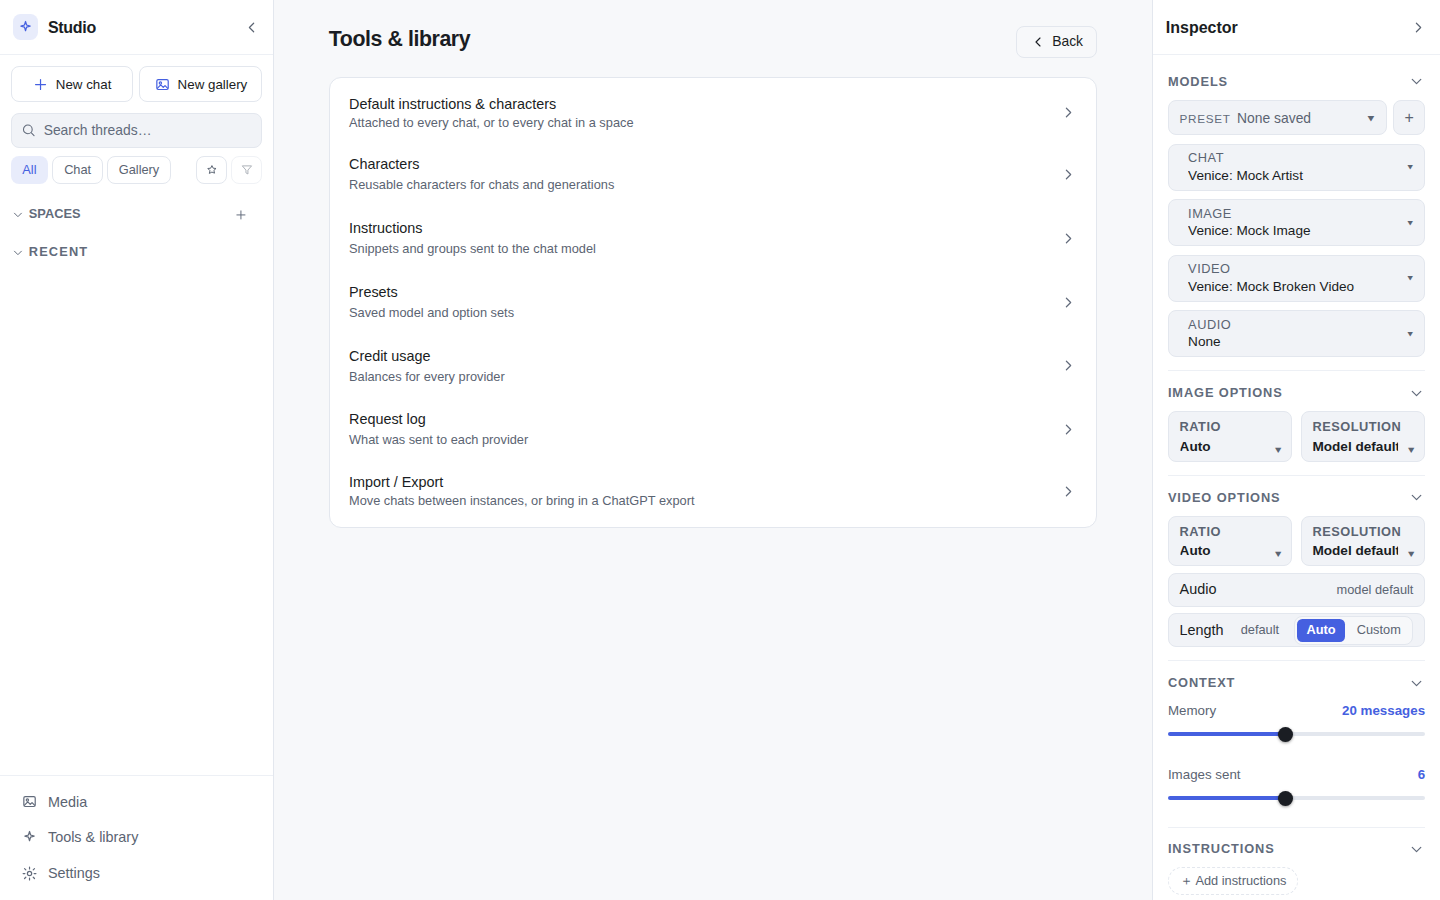 Studio
New chat
New gallery
Search threads…
All
Chat
Gallery
SPACES
RECENT
Media
Tools & library
Settings
Tools & library
Back
Default instructions & characters
Attached to every chat, or to every chat in a space
Characters
Reusable characters for chats and generations
Instructions
Snippets and groups sent to the chat model
Presets
Saved model and option sets
Credit usage
Balances for every provider
Request log
What was sent to each provider
Import / Export
Move chats between instances, or bring in a ChatGPT export
Inspector
MODELS
PRESET None saved
+
CHAT
Venice: Mock Artist
IMAGE
Venice: Mock Image
VIDEO
Venice: Mock Broken Video
AUDIO
None
IMAGE OPTIONS
RATIO
Auto
RESOLUTION
Model default
VIDEO OPTIONS
RATIO
Auto
RESOLUTION
Model default
Audio model default
Length default Auto Custom
CONTEXT
Memory 20 messages
Images sent 6
INSTRUCTIONS
+ Add instructions